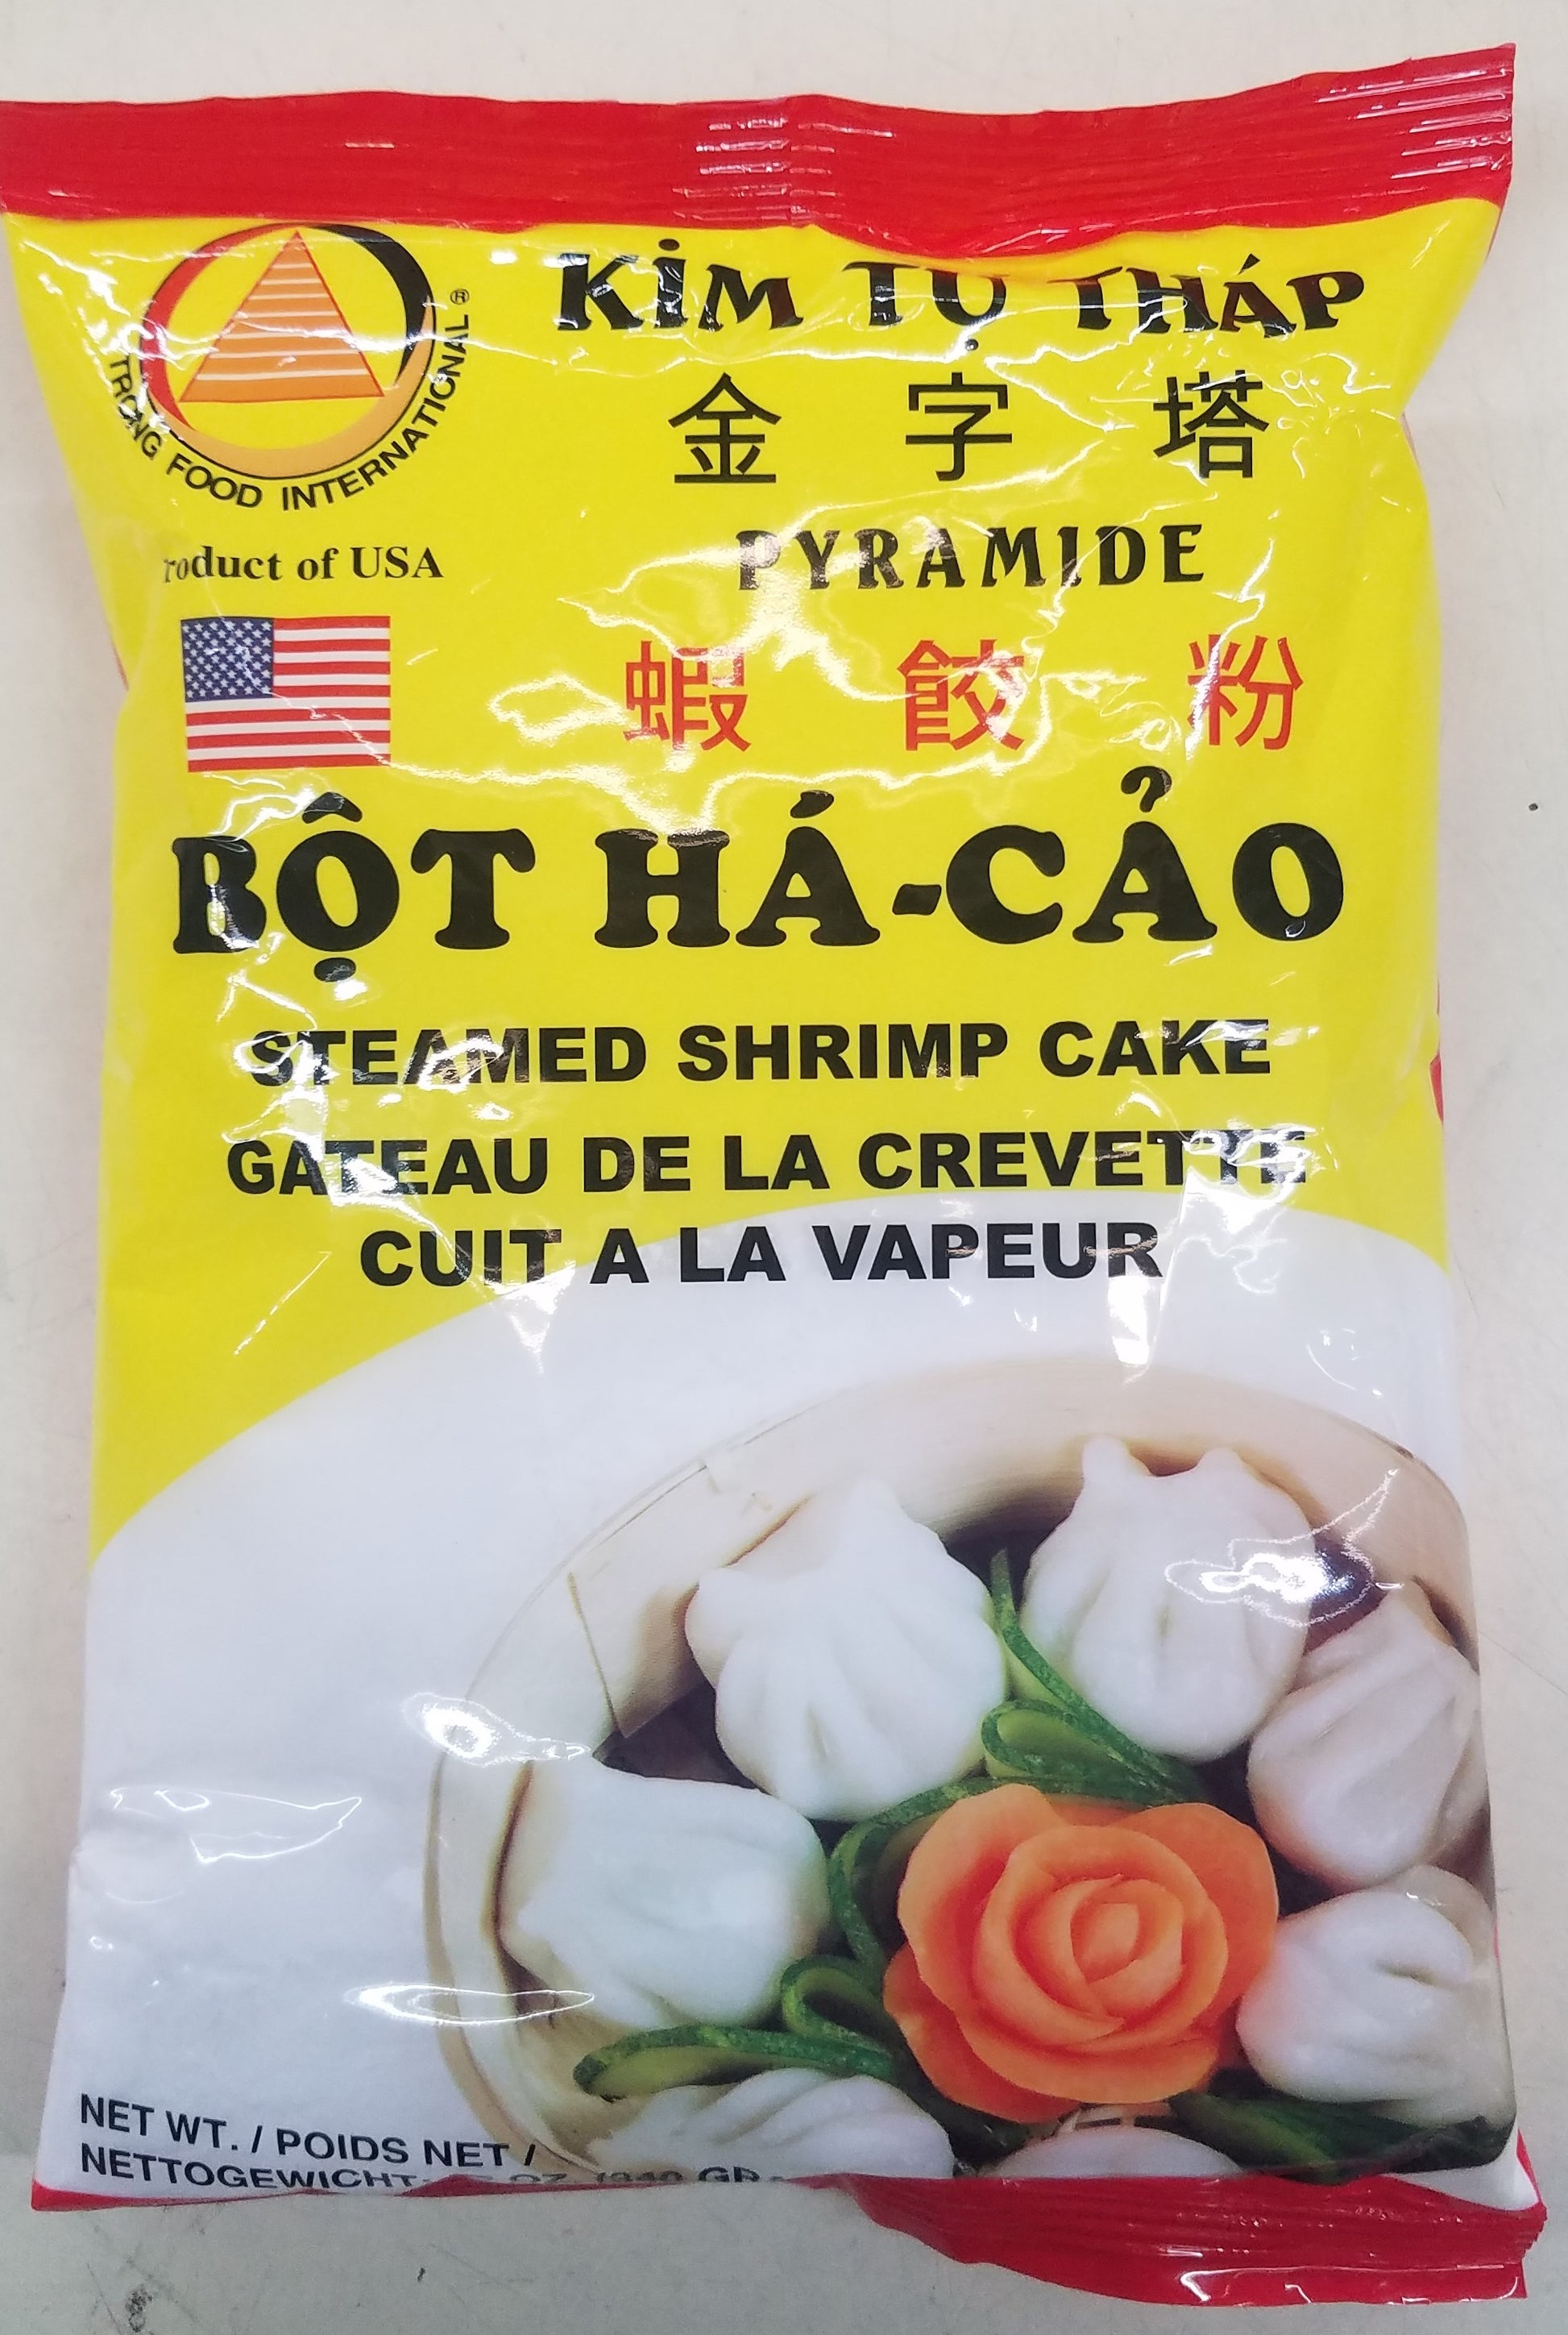 KIM TỰ THÁP
金字塔
PYRAMIDE
TRONG FOOD INTERNATIONAL®
roduct of USA
蝦餃粉
BỘT HÁ-CẢO
STEAMED SHRIMP CAKE
GATEAU DE LA CREVETTE
CUIT A LA VAPEUR
NET WT. / POIDS NET /
NETTOGEWICHT: OZ.